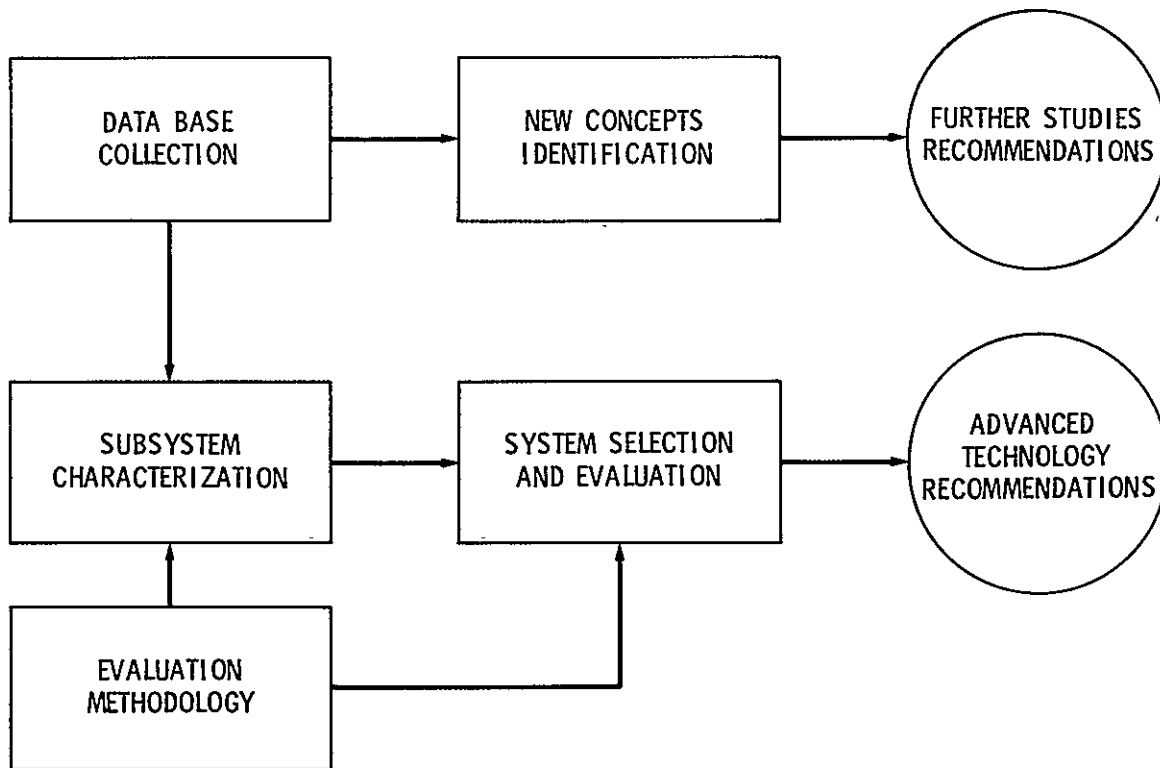 DATA BASE
COLLECTION
NEW CONCEPTS
IDENTIFICATION
FURTHER STUDIES
RECOMMENDATIONS
SUBSYSTEM
CHARACTERIZATION
SYSTEM SELECTION
AND EVALUATION
ADVANCED
TECHNOLOGY
RECOMMENDATIONS
EVALUATION
METHODOLOGY